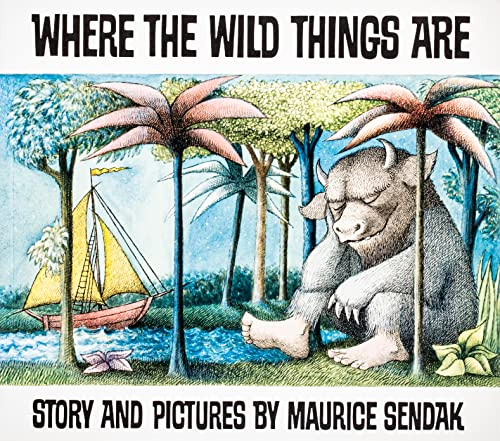 WHERE THE WILD THINGS ARE
STORY AND PICTURES BY MAURICE SENDAK